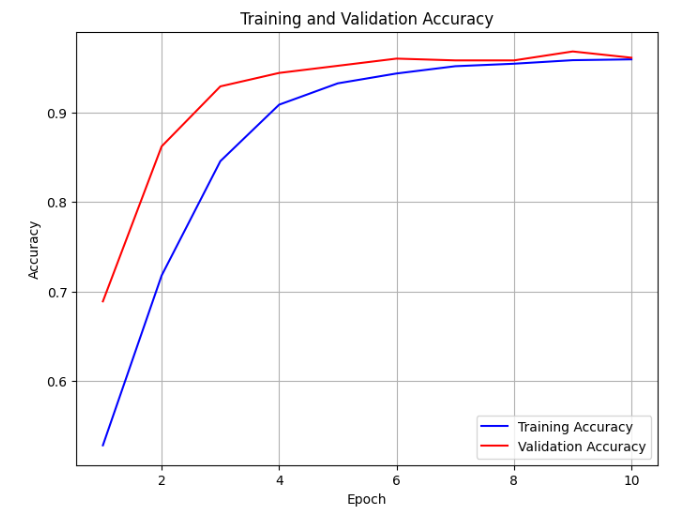 Training and Validation Accuracy
0.9
0.8
0.7
0.6
Accuracy
Training Accuracy
Validation Accuracy
2 4 6 8 10
Epoch